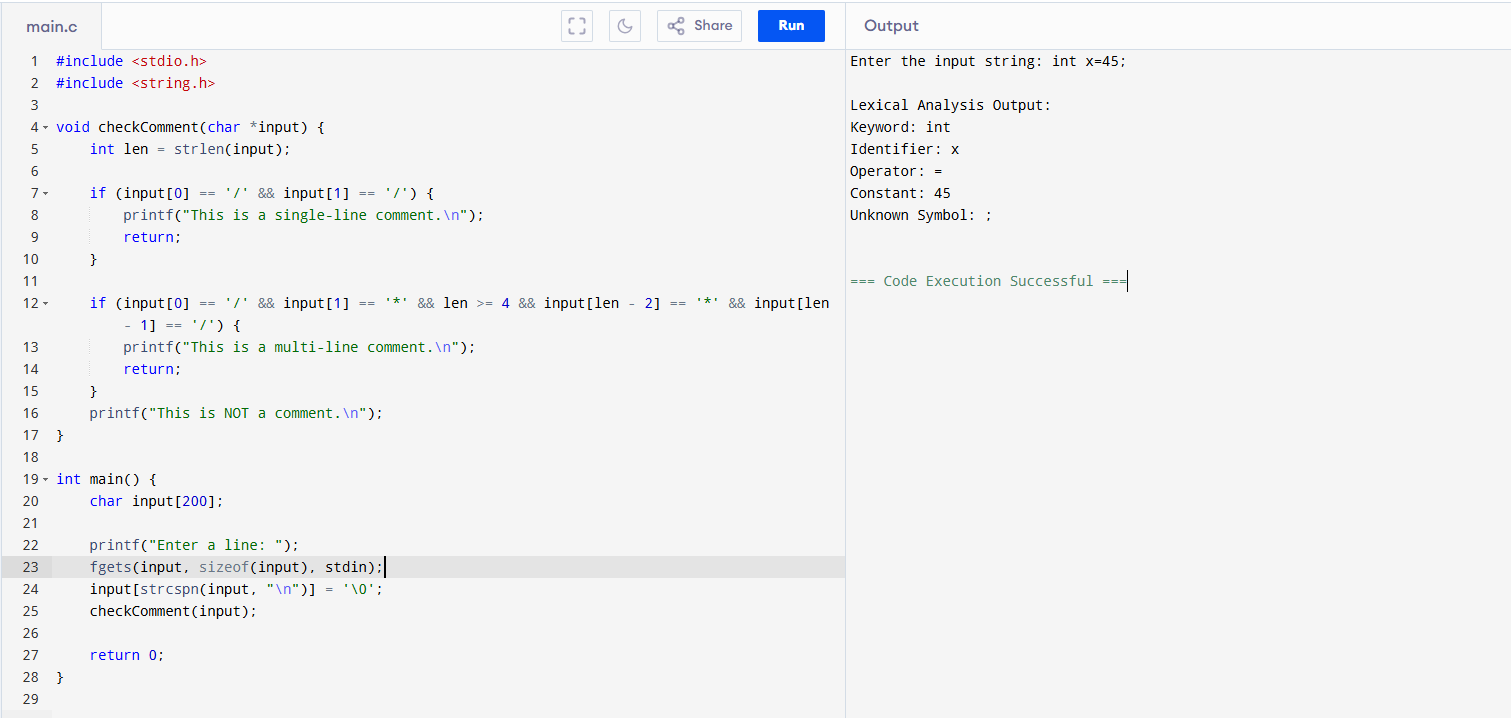 main.c
Share
Run
Output
1 #include <stdio.h>
2 #include <string.h>
3
4 void checkComment(char *input) {
5     int len = strlen(input);
6
7     if (input[0] == '/' && input[1] == '/') {
8         printf("This is a single-line comment.\n");
9         return;
10     }
11
12     if (input[0] == '/' && input[1] == '*' && len >= 4 && input[len - 2] == '*' && input[len
- 1] == '/') {
13         printf("This is a multi-line comment.\n");
14         return;
15     }
16     printf("This is NOT a comment.\n");
17 }
18
19 int main() {
20     char input[200];
21
22     printf("Enter a line: ");
23     fgets(input, sizeof(input), stdin);
24     input[strcspn(input, "\n")] = '\0';
25     checkComment(input);
26
27     return 0;
28 }
29
Enter the input string: int x=45;
Lexical Analysis Output:
Keyword: int
Identifier: x
Operator: =
Constant: 45
Unknown Symbol: ;
=== Code Execution Successful ===